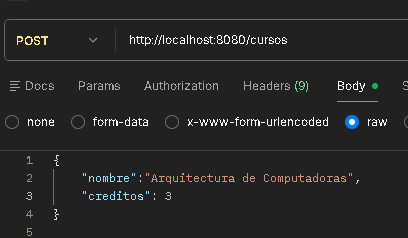 POST http://localhost:8080/cursos
Docs Params Authorization Headers (9) Body S
none form-data x-www-form-urlencoded raw
1 {
2 "nombre":"Arquitectura de Computadoras",
3 "creditos": 3
4 }
5